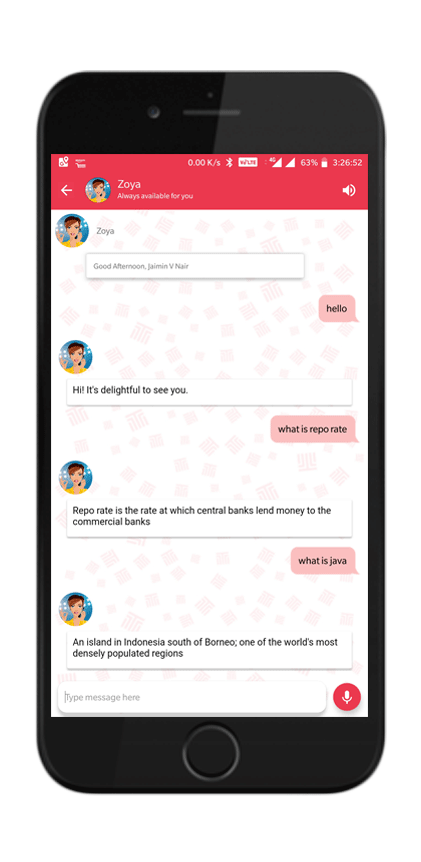 0.00 K/s VoLTE 4G 63% 3:26:52
Zoya
Always available for you
Zoya
Good Afternoon, Jaimin V Nair
hello
Hi! It's delightful to see you.
what is repo rate
Repo rate is the rate at which central banks lend money to the
commercial banks
what is java
An island in Indonesia south of Borneo; one of the world's most
densely populated regions
Type message here